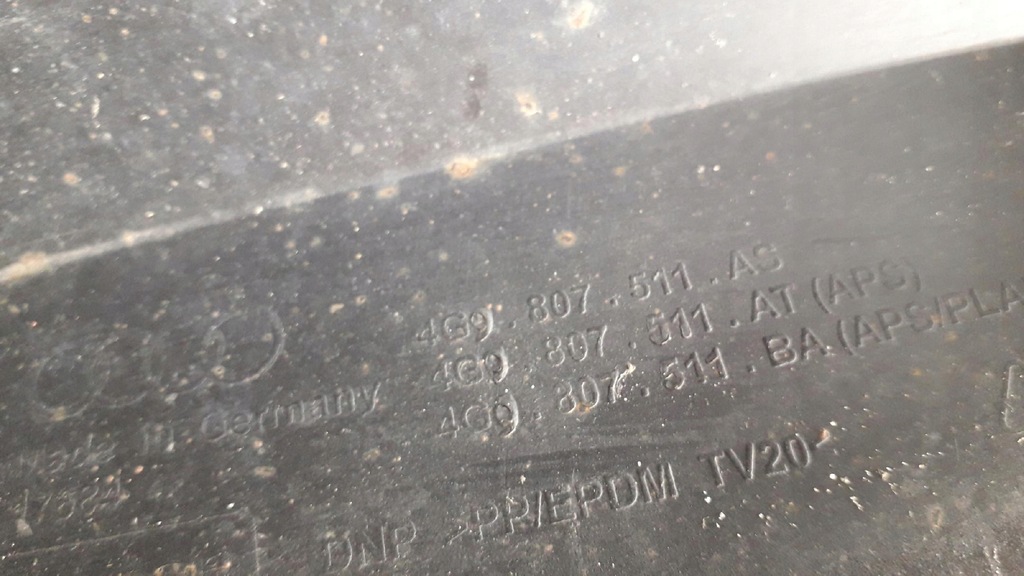 4G9.807.511.AS
4G9.807.511.AT (APS)
4G9.807.511.BA (APS/PLA
Made in Germany
DNP >PP/EPDM TV20<